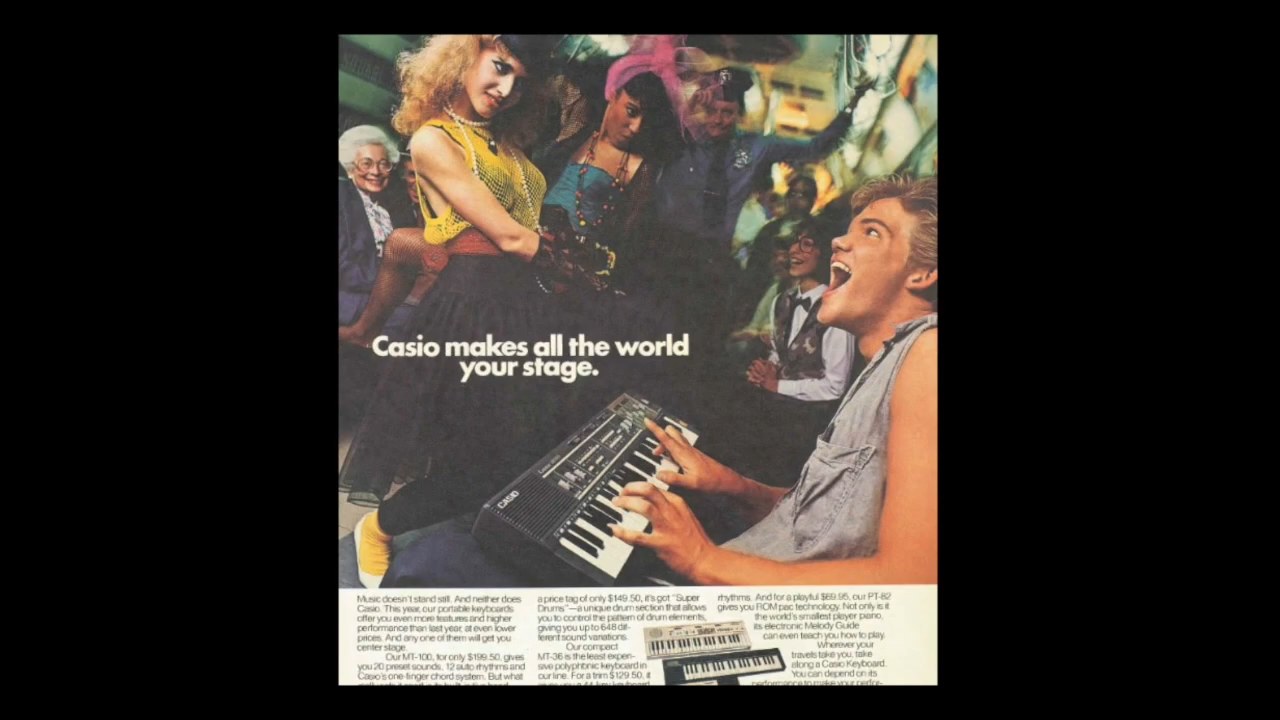 Casio makes all the world
your stage.
CASIO
Music doesn't stand still. And neither does
Casio. This year, our portable keyboards
offer you even more features and higher
performance than last year, at even lower
prices. And any one of them will get you
center stage.
Our MT-100, for only $199.50, gives
you 20 preset sounds, 12 auto rhythms and
Casio's one-finger chord system. But what
a price tag of only $149.50, it's got "Super
Drums"—a unique drum section that allows
you to control the pattern of drum elements,
giving you up to 648 dif-
ferent sound variations.
Our compact
MT-36 is the least expen-
sive polyphonic keyboard in
our line. For a trim $129.50, it
rhythms. And for a playful $69.95, our PT-82
gives you ROM pac technology. Not only is it
the world's smallest player piano,
its electronic Melody Guide
can even teach you how to play.
Wherever your
travels take you, take
along a Casio Keyboard.
You can depend on its
performance to make your perfor-